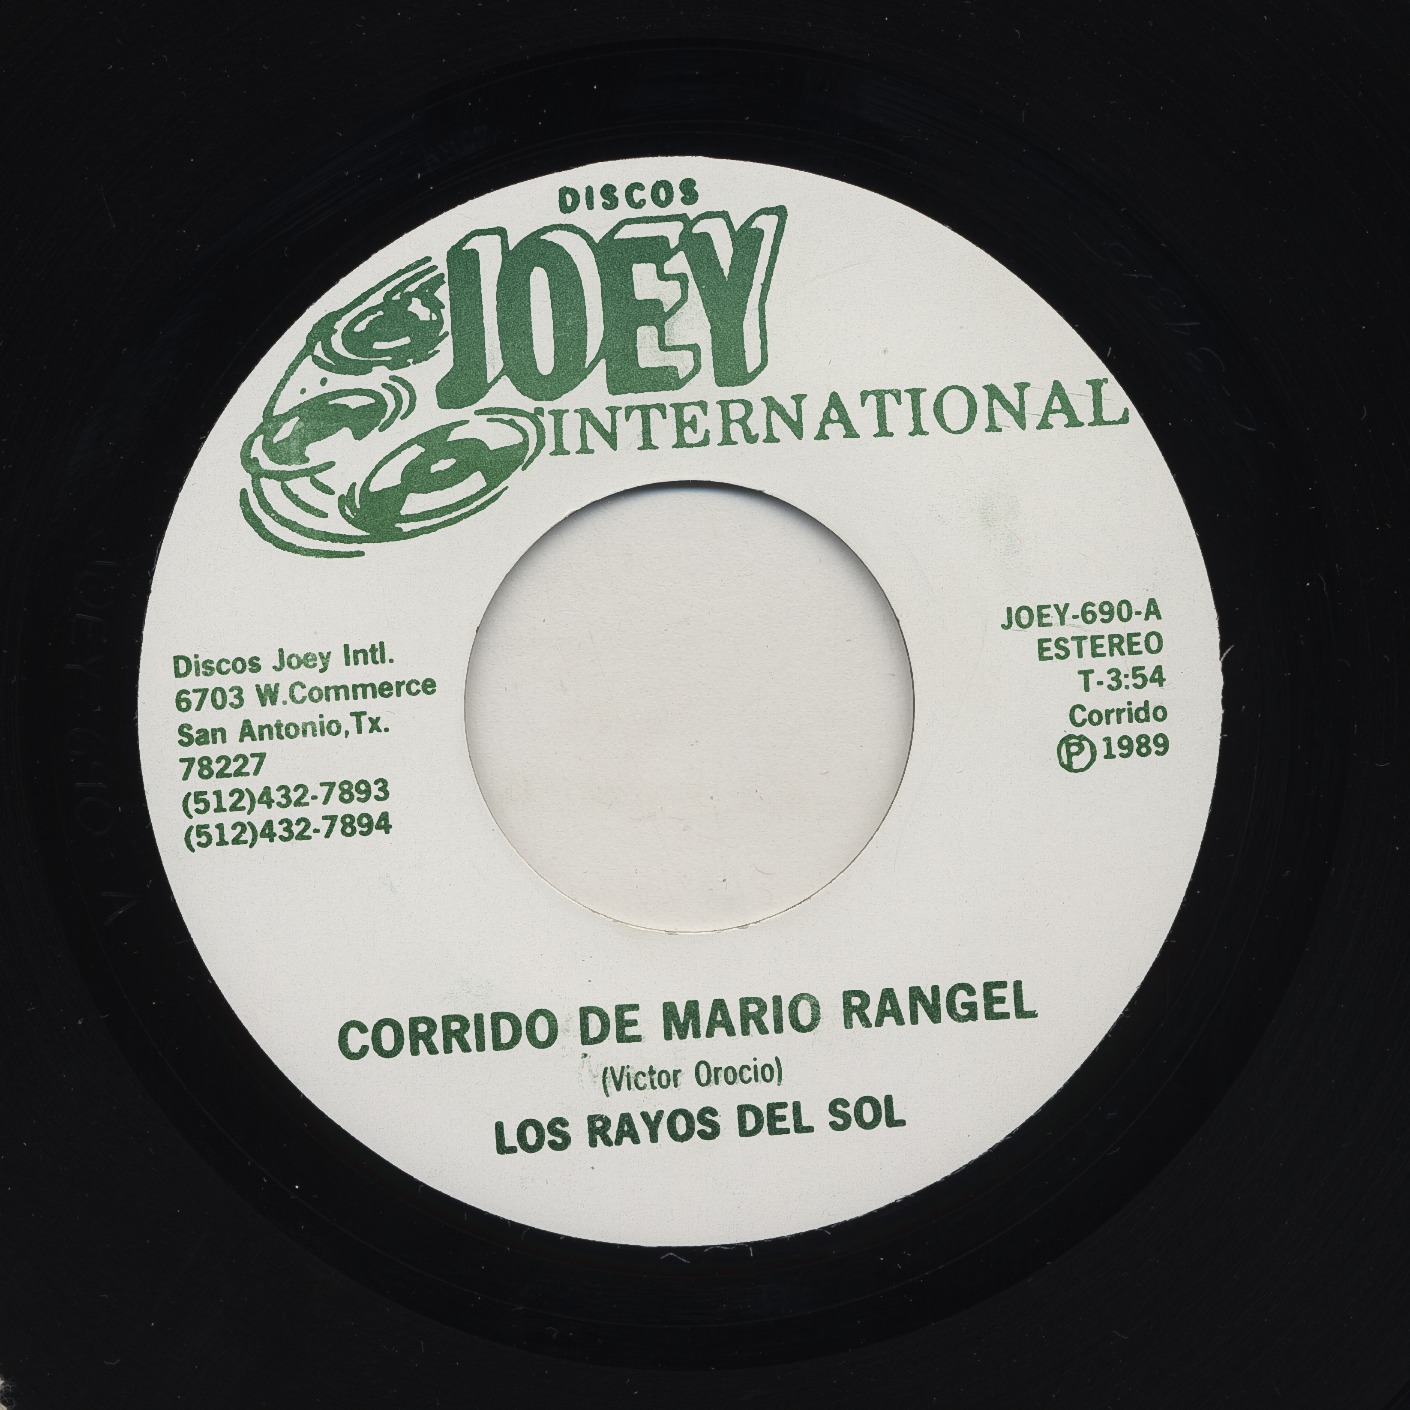 DISCOS
JOEY
INTERNATIONAL
Discos Joey Intl.
6703 W.Commerce
San Antonio,Tx.
78227
(512)432-7893
(512)432-7894
JOEY-690-A
ESTEREO
T-3:54
Corrido
Ⓟ1989
CORRIDO DE MARIO RANGEL
(Victor Orocio)
LOS RAYOS DEL SOL